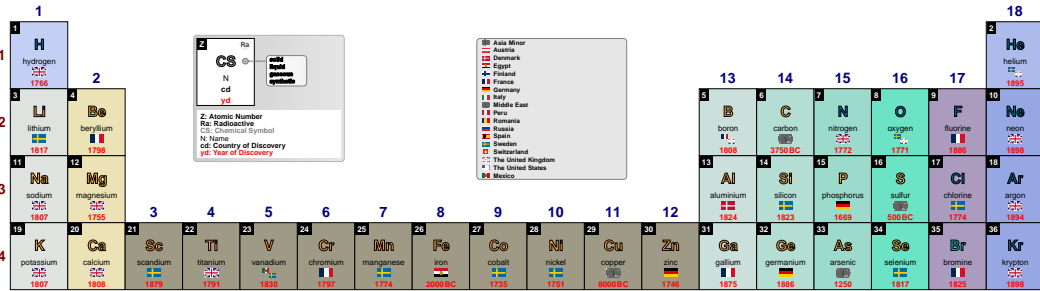 1
18
1
H
hydrogen
1766
Z
Ra
CS
N
cd
yd
solid
liquid
gaseous
synthetic
Z: Atomic Number
Ra: Radioactive
CS: Chemical Symbol
N: Name
cd: Country of Discovery
yd: Year of Discovery
Asia Minor
Austria
Denmark
Egypt
Finland
France
Germany
Italy
Middle East
Peru
Romania
Russia
Spain
Sweden
Switzerland
The United Kingdom
The United States
Mexico
2
He
helium
1895
1
2
13
14
15
16
17
3
Li
lithium
1817
4
Be
beryllium
1798
5
B
boron
1808
6
C
carbon
3750BC
7
N
nitrogen
1772
8
O
oxygen
1771
9
F
fluorine
1886
10
Ne
neon
1898
2
11
Na
sodium
1807
12
Mg
magnesium
1755
13
Al
aluminium
1824
14
Si
silicon
1823
15
P
phosphorus
1669
16
S
sulfur
500BC
17
Cl
chlorine
1774
18
Ar
argon
1894
3
3
4
5
6
7
8
9
10
11
12
19
K
potassium
1807
20
Ca
calcium
1808
21
Sc
scandium
1879
22
Ti
titanium
1791
23
V
vanadium
1830
24
Cr
chromium
1797
25
Mn
manganese
1774
26
Fe
iron
2000BC
27
Co
cobalt
1735
28
Ni
nickel
1751
29
Cu
copper
8000BC
30
Zn
zinc
1746
31
Ga
gallium
1875
32
Ge
germanium
1886
33
As
arsenic
1250
34
Se
selenium
1817
35
Br
bromine
1825
36
Kr
krypton
1898
4